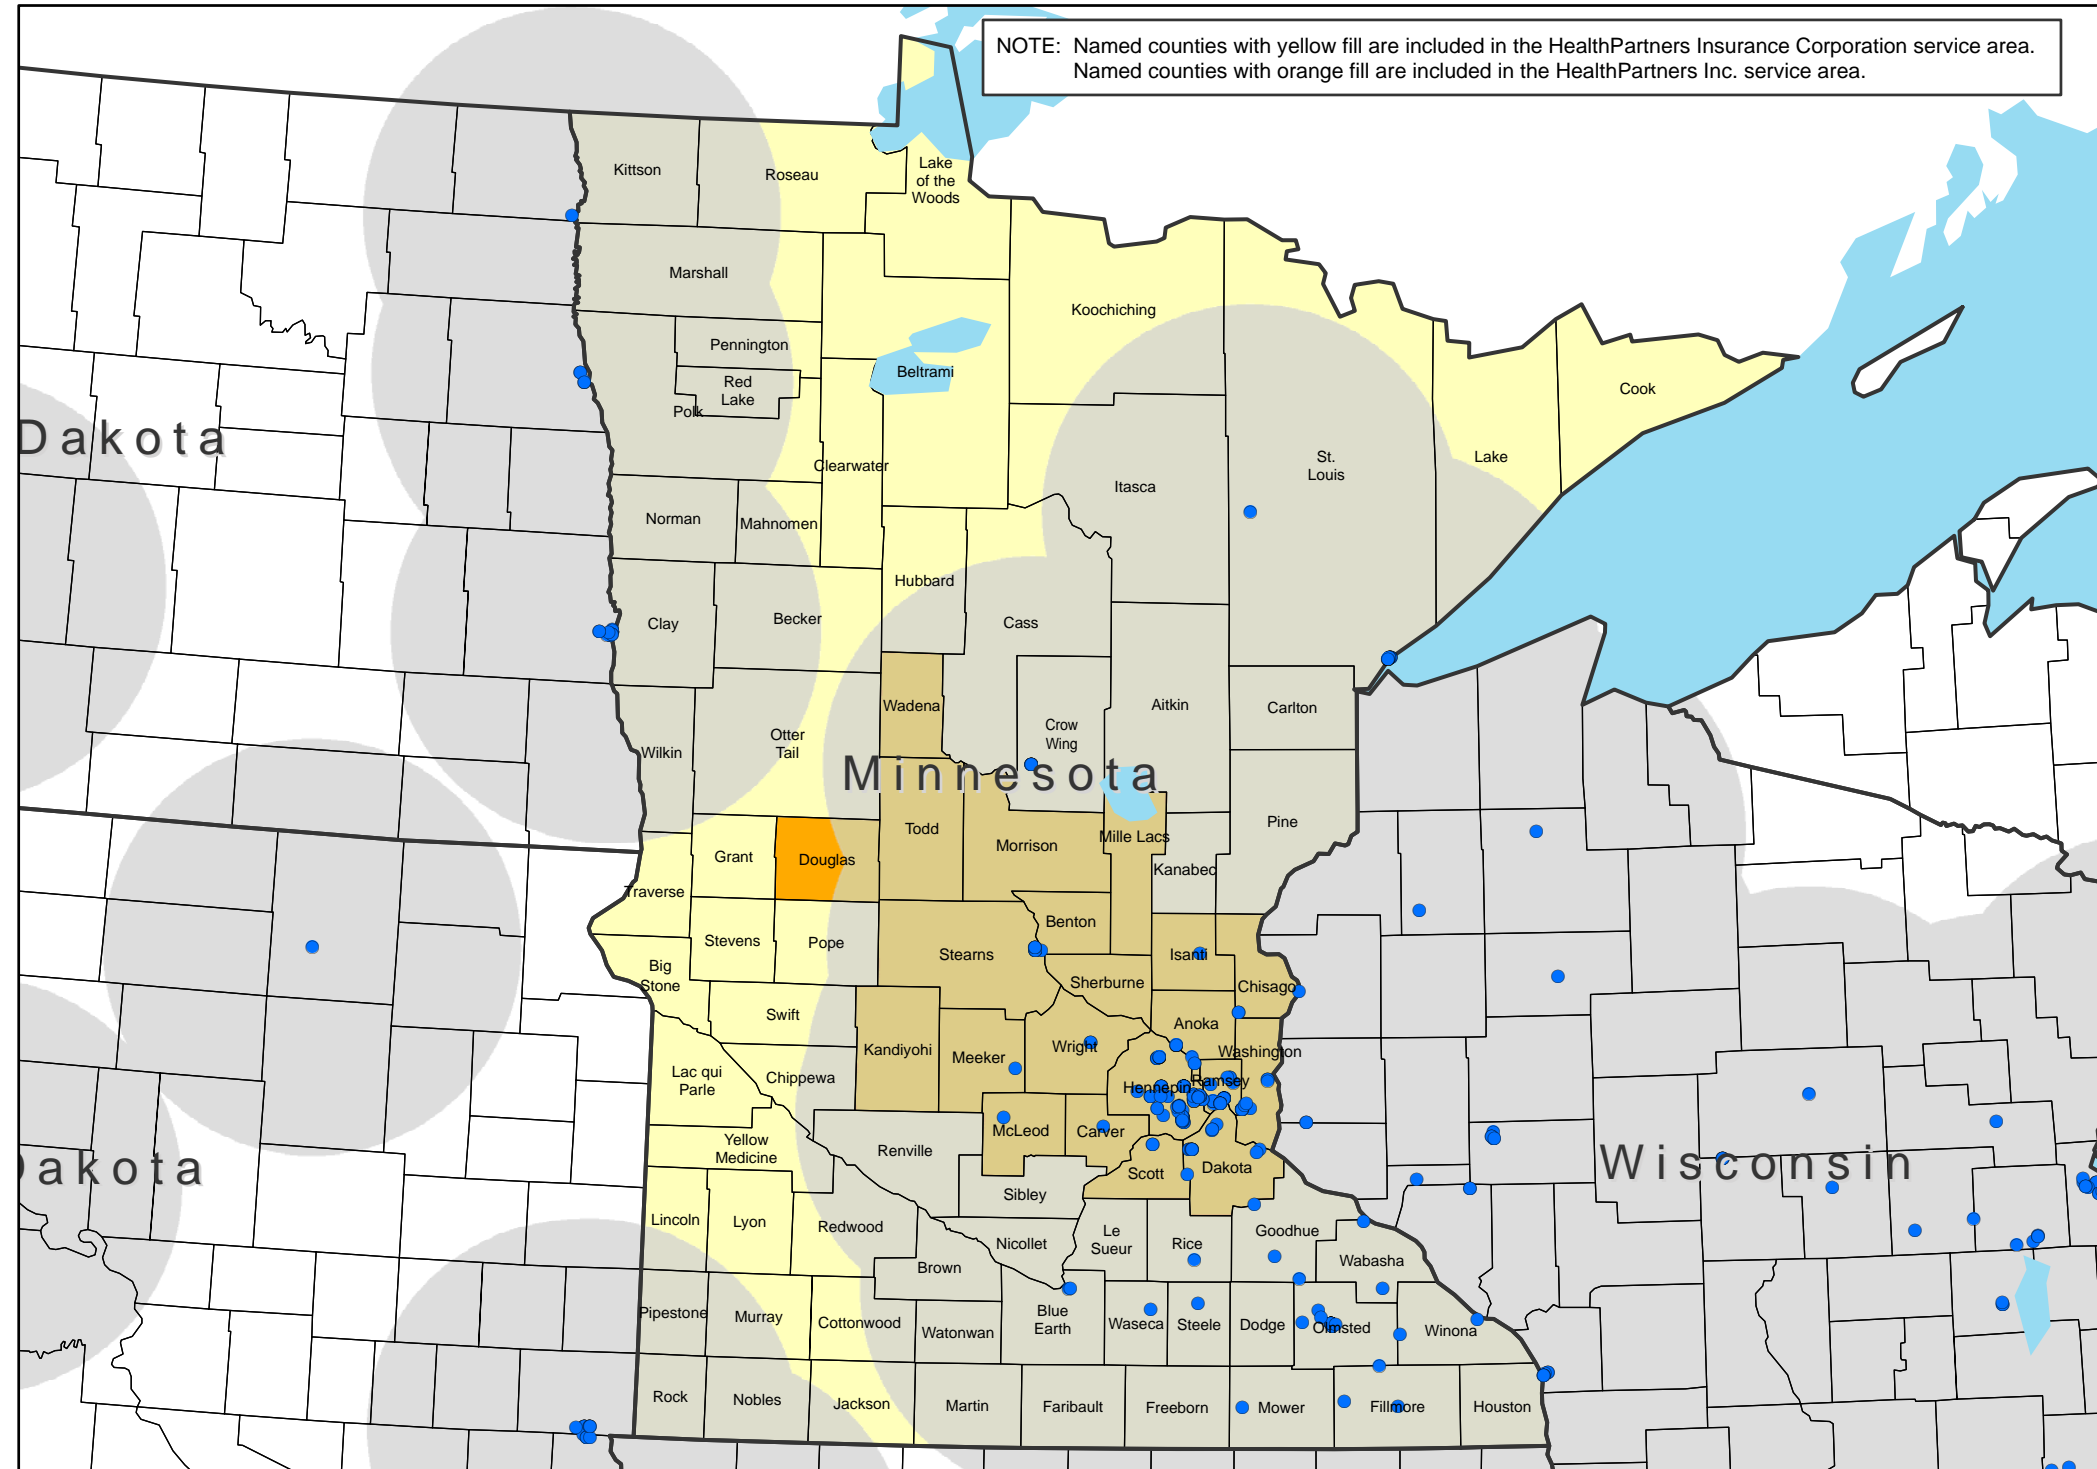 NOTE: Named counties with yellow fill are included in the HealthPartners Insurance Corporation service area.
Named counties with orange fill are included in the HealthPartners Inc. service area.
Kittson
Roseau
Lake
of the
Woods
Marshall
Koochiching
Pennington
Beltrami
Red
Lake
Polk
Cook
Dakota
Clearwater
St.
Louis
Lake
Itasca
Norman
Mahnomen
Hubbard
Clay
Becker
Cass
Wadena
Aitkin
Carlton
Crow
Wing
Otter
Tail
Wilkin
Minnesota
Pine
Todd
Morrison
Mille Lacs
Grant
Douglas
Kanabec
Traverse
Benton
Stevens
Pope
Stearns
Isanti
Big
Stone
Sherburne
Chisago
Swift
Anoka
Kandiyohi
Meeker
Wright
Washington
Lac qui
Parle
Chippewa
Hennepin
Ramsey
McLeod
Carver
Yellow
Medicine
Renville
Dakota
Scott
Dakota
Wisconsin
Sibley
Lincoln
Lyon
Redwood
Nicollet
Le
Sueur
Rice
Goodhue
Wabasha
Brown
Pipestone
Murray
Cottonwood
Watonwan
Blue
Earth
Waseca
Steele
Dodge
Olmsted
Winona
Rock
Nobles
Jackson
Martin
Faribault
Freeborn
Mower
Fillmore
Houston